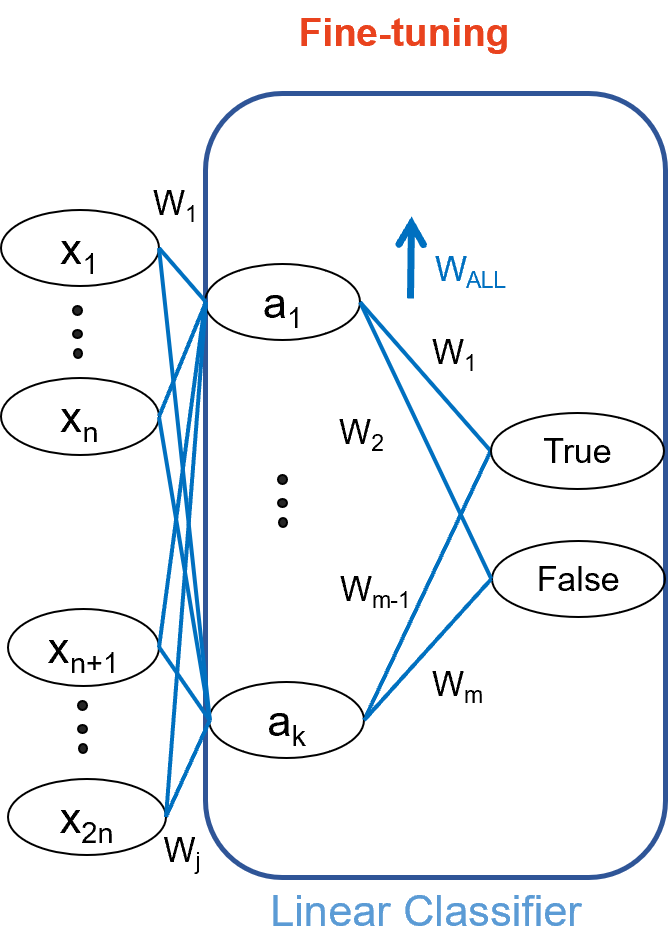 Fine-tuning
W1
x1
a1
WALL
W1
xn
W2
True
False
Wm-1
xn+1
Wm
ak
x2n
Wj
Linear Classifier